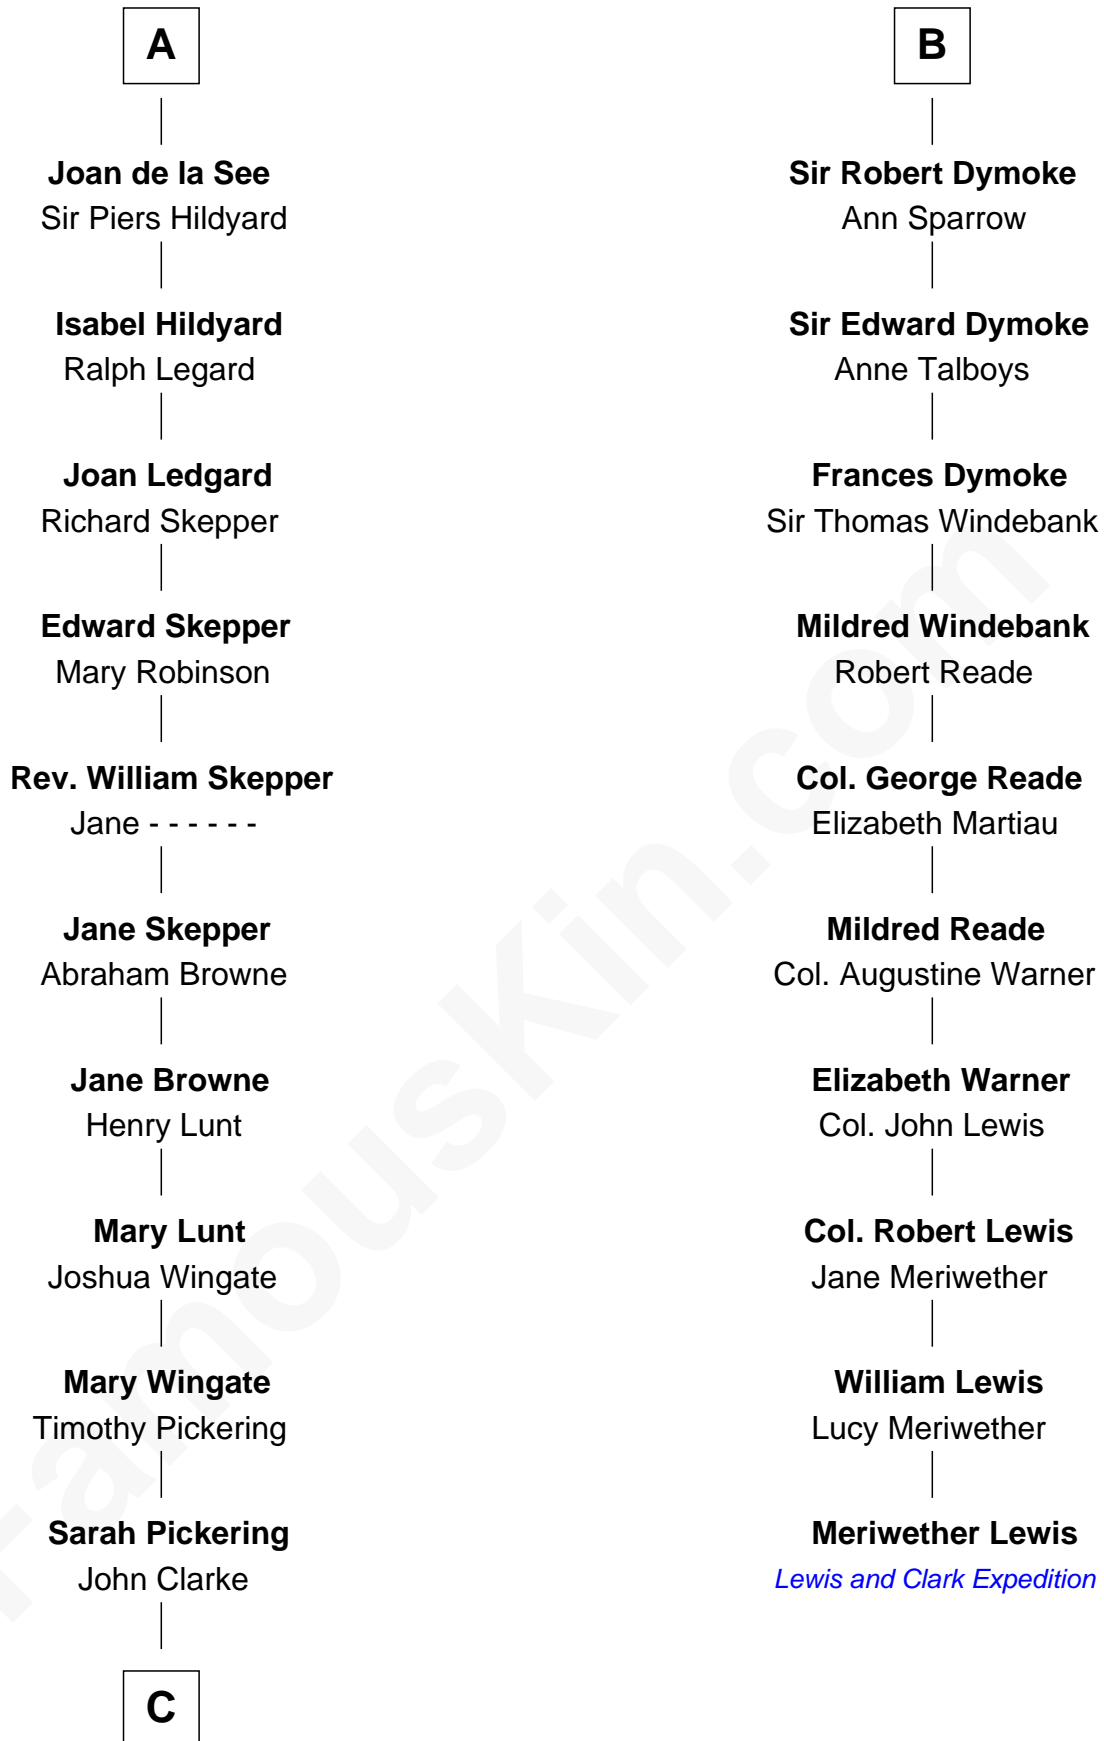 A
Joan de la See
Sir Piers Hildyard
Isabel Hildyard
Ralph Legard
Joan Ledgard
Richard Skepper
Edward Skepper
Mary Robinson
Rev. William Skepper
Jane - - - - - -
Jane Skepper
Abraham Browne
Jane Browne
Henry Lunt
Mary Lunt
Joshua Wingate
Mary Wingate
Timothy Pickering
Sarah Pickering
John Clarke
C
B
Sir Robert Dymoke
Ann Sparrow
Sir Edward Dymoke
Anne Talboys
Frances Dymoke
Sir Thomas Windebank
Mildred Windebank
Robert Reade
Col. George Reade
Elizabeth Martiau
Mildred Reade
Col. Augustine Warner
Elizabeth Warner
Col. John Lewis
Col. Robert Lewis
Jane Meriwether
William Lewis
Lucy Meriwether
Meriwether Lewis
Lewis and Clark Expedition
FamousKin.com